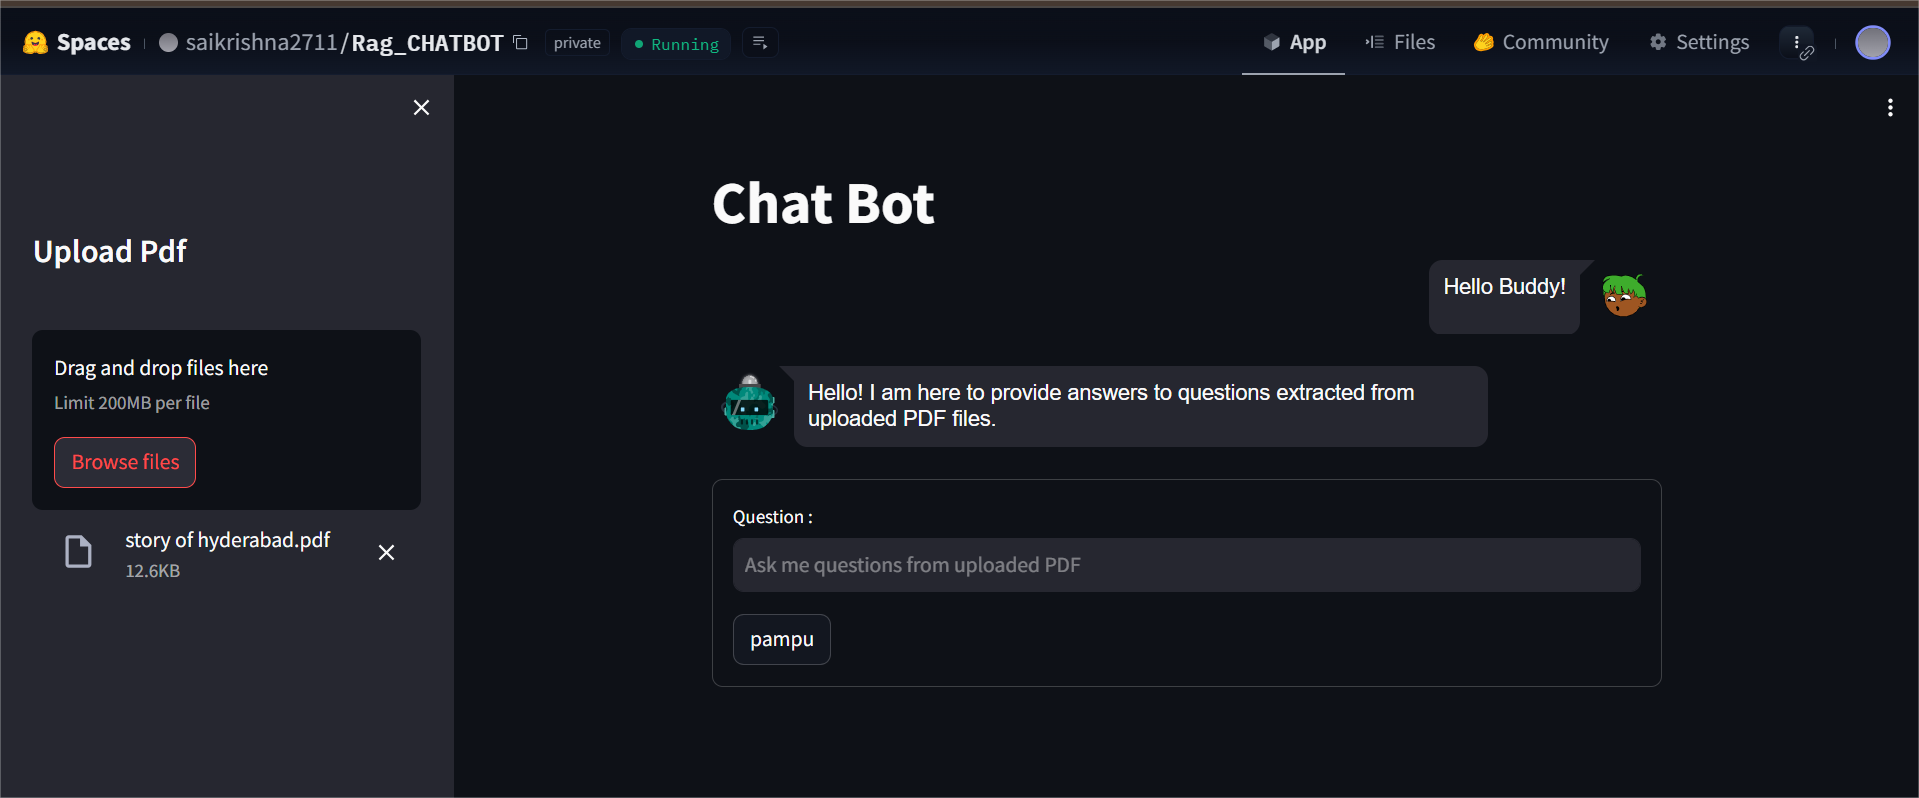 Spaces
saikrishna2711/Rag_CHATBOT
private
Running
App
Files
Community
Settings
Upload Pdf
Drag and drop files here
Limit 200MB per file
Browse files
story of hyderabad.pdf
12.6KB
Chat Bot
Hello Buddy!
Hello! I am here to provide answers to questions extracted from
uploaded PDF files.
Question :
Ask me questions from uploaded PDF
pampu